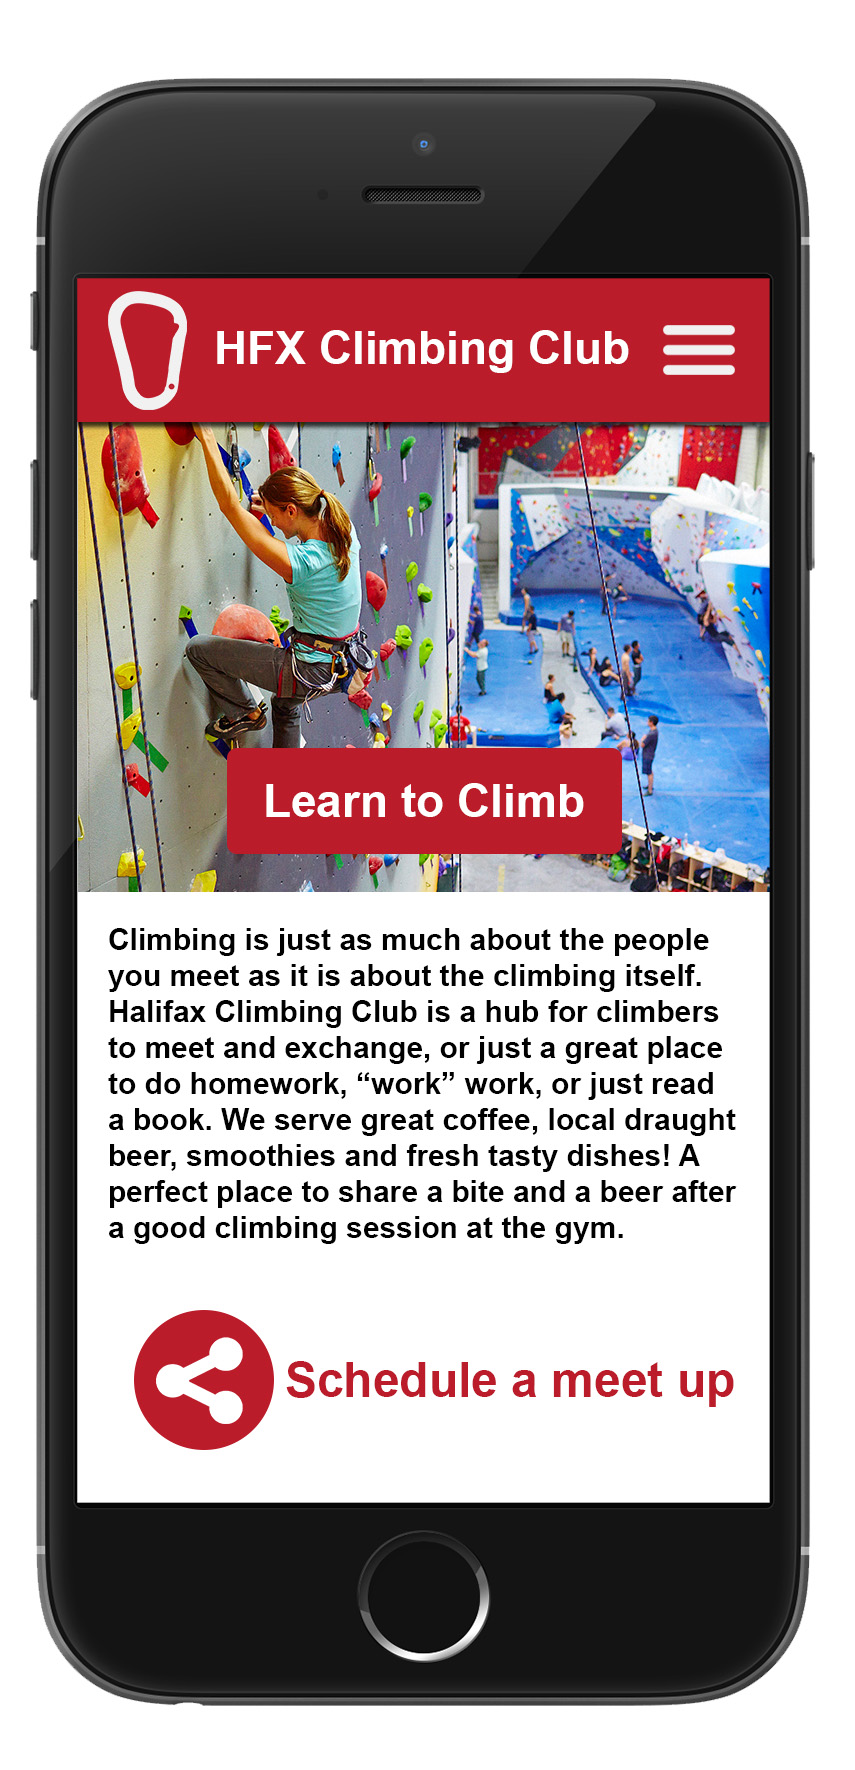 HFX Climbing Club
Learn to Climb
Climbing is just as much about the people
you meet as it is about the climbing itself.
Halifax Climbing Club is a hub for climbers
to meet and exchange, or just a great place
to do homework, “work” work, or just read
a book. We serve great coffee, local draught
beer, smoothies and fresh tasty dishes! A
perfect place to share a bite and a beer after
a good climbing session at the gym.
Schedule a meet up